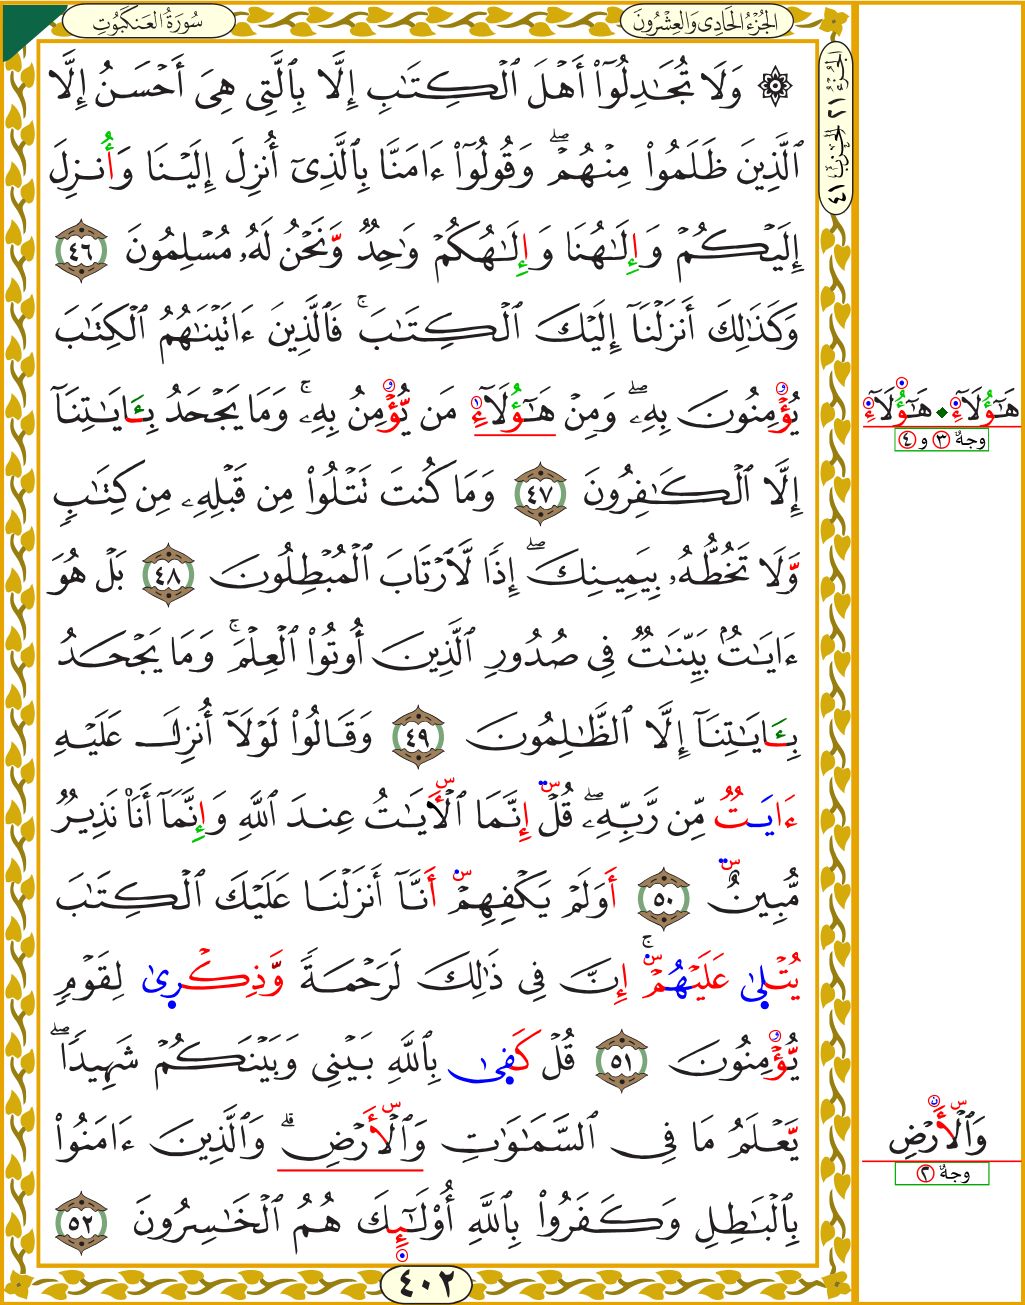 سُورَةُ العَنكَبُوتِ
الجُزْءُ الحَادِى وَالعِشْرُونَ
الجُزْءُ ٢١ الحِزْبُ ٤١
۞ وَلَا تُجَٰدِلُوٓا۟ أَهْلَ ٱلْكِتَٰبِ إِلَّا بِٱلَّتِى هِىَ أَحْسَنُ إِلَّا
ٱلَّذِينَ ظَلَمُوا۟ مِنْهُمْ ۖ وَقُولُوٓا۟ ءَامَنَّا بِٱلَّذِىٓ أُنزِلَ إِلَيْنَا وَأُنزِلَ
إِلَيْكُمْ وَإِلَٰهُنَا وَإِلَٰهُكُمْ وَٰحِدٌ وَنَحْنُ لَهُۥ مُسْلِمُونَ ٤٦
وَكَذَٰلِكَ أَنزَلْنَآ إِلَيْكَ ٱلْكِتَٰبَ ۚ فَٱلَّذِينَ ءَاتَيْنَٰهُمُ ٱلْكِتَٰبَ
يُؤْمِنُونَ بِهِۦ ۖ وَمِنْ هَٰٓؤُلَآءِ مَن يُؤْمِنُ بِهِۦ ۚ وَمَا يَجْحَدُ بِـَٔايَٰتِنَآ
إِلَّا ٱلْكَٰفِرُونَ ٤٧ وَمَا كُنتَ تَتْلُوا۟ مِن قَبْلِهِۦ مِن كِتَٰبٍ
وَلَا تَخُطُّهُۥ بِيَمِينِكَ ۖ إِذًا لَّٱرْتَابَ ٱلْمُبْطِلُونَ ٤٨ بَلْ هُوَ
ءَايَٰتٌۢ بَيِّنَٰتٌ فِى صُدُورِ ٱلَّذِينَ أُوتُوا۟ ٱلْعِلْمَ ۚ وَمَا يَجْحَدُ
بِـَٔايَٰتِنَآ إِلَّا ٱلظَّٰلِمُونَ ٤٩ وَقَالُوا۟ لَوْلَآ أُنزِلَ عَلَيْهِ
ءَايَتٌ مِّن رَّبِّهِۦ ۖ قُلْ إِنَّمَا ٱلْأَيَٰتُ عِندَ ٱللَّهِ وَإِنَّمَآ أَنَا۠ نَذِيرٌ
مُّبِينٌ ٥٠ أَوَلَمْ يَكْفِهِمْ أَنَّآ أَنزَلْنَا عَلَيْكَ ٱلْكِتَٰبَ
يُتْلَىٰ عَلَيْهُمْ ۚ إِنَّ فِى ذَٰلِكَ لَرَحْمَةً وَذِكْرَىٰ لِقَوْمٍ
يُؤْمِنُونَ ٥١ قُلْ كَفَىٰ بِٱللَّهِ بَيْنِى وَبَيْنَكُمْ شَهِيدًا ۖ
يَعْلَمُ مَا فِى ٱلسَّمَٰوَٰتِ وَٱلْأَرْضِ ۗ وَٱلَّذِينَ ءَامَنُوا۟
بِٱلْبَٰطِلِ وَكَفَرُوا۟ بِٱللَّهِ أُو۟لَٰٓئِكَ هُمُ ٱلْخَٰسِرُونَ ٥٢
٤٠٢
هَٰٓؤُلَآءِ ◆ هَٰٓؤُلَآءِ
وجهٌ ٣ و ٤
وَٱلْأَرْضِ
وجهٌ ٢